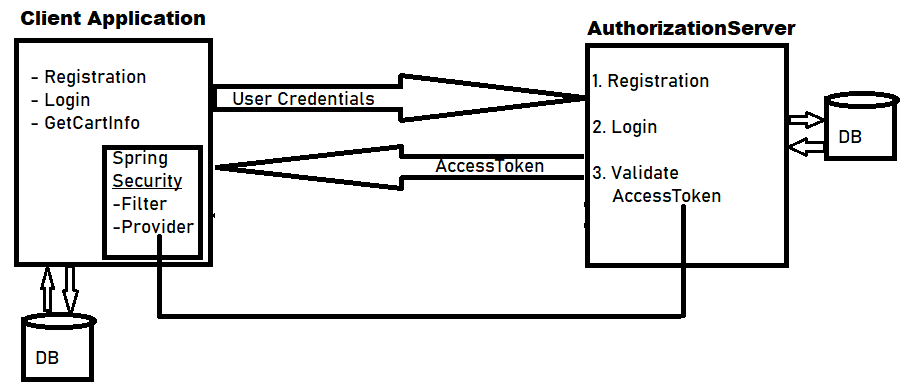 Client Application
- Registration
- Login
- GetCartInfo
Spring
Security
-Filter
-Provider
DB
User Credentials
AccessToken
AuthorizationServer
1. Registration
2. Login
3. Validate
AccessToken
DB